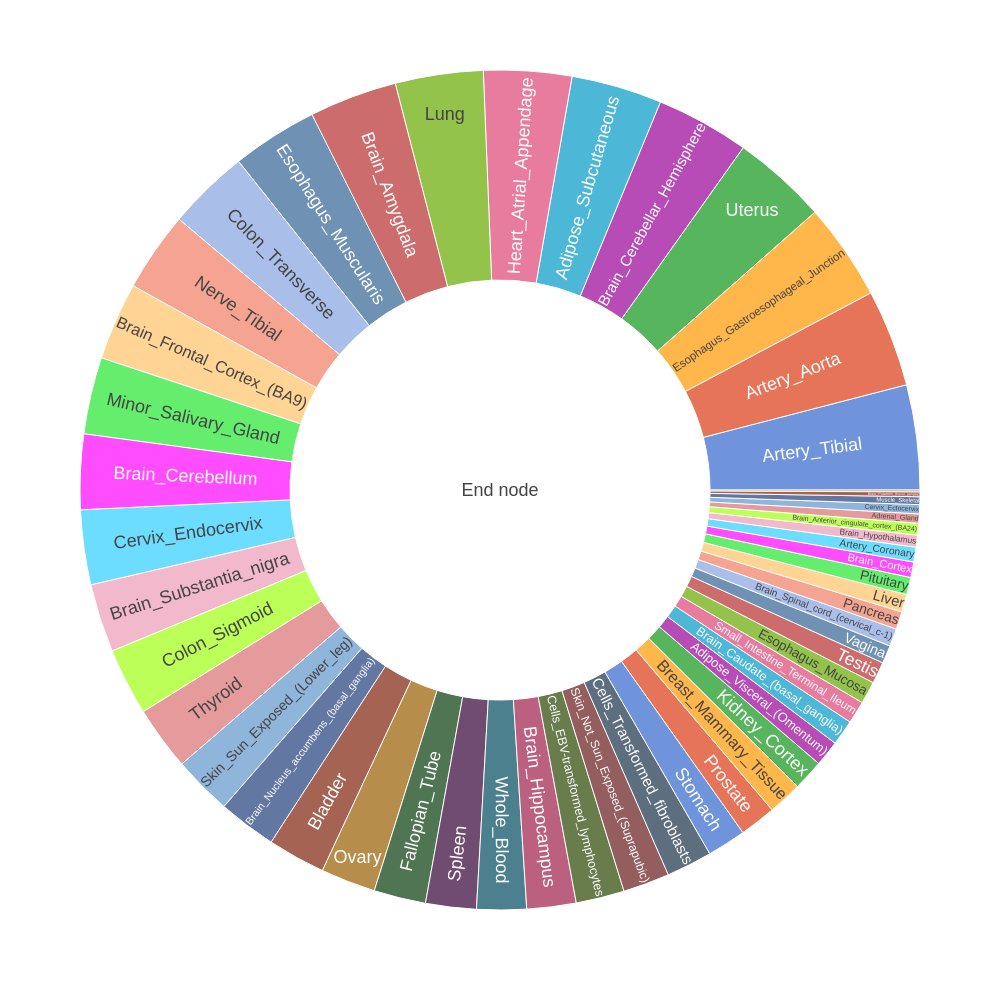 End node
Artery_Tibial
Artery_Aorta
Esophagus_Gastroesophageal_Junction
Uterus
Brain_Cerebellar_Hemisphere
Adipose_Subcutaneous
Heart_Atrial_Appendage
Lung
Brain_Amygdala
Esophagus_Muscularis
Colon_Transverse
Nerve_Tibial
Brain_Frontal_Cortex_(BA9)
Minor_Salivary_Gland
Brain_Cerebellum
Cervix_Endocervix
Brain_Substantia_nigra
Colon_Sigmoid
Thyroid
Skin_Sun_Exposed_(Lower_leg)
Brain_Nucleus_accumbens_(basal_ganglia)
Bladder
Ovary
Fallopian_Tube
Spleen
Whole_Blood
Brain_Hippocampus
Cells_EBV-transformed_lymphocytes
Skin_Not_Sun_Exposed_(Suprapubic)
Cells_Transformed_fibroblasts
Stomach
Prostate
Breast_Mammary_Tissue
Kidney_Cortex
Adipose_Visceral_(Omentum)
Brain_Caudate_(basal_ganglia)
Small_Intestine_Terminal_Ileum
Esophagus_Mucosa
Testis
Vagina
Brain_Spinal_cord_(cervical_c-1)
Pancreas
Liver
Pituitary
Brain_Cortex
Artery_Coronary
Brain_Hypothalamus
Brain_Anterior_cingulate_cortex_(BA24)
Adrenal_Gland
Cervix_Ectocervix
Muscle_Skeletal